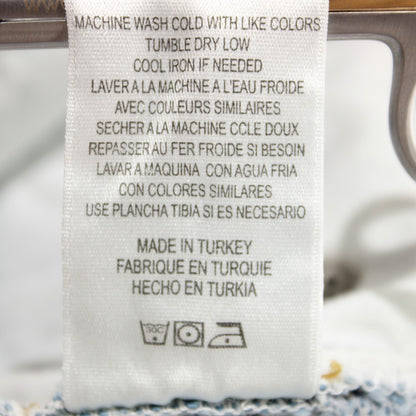 MACHINE WASH COLD WITH LIKE COLORS
TUMBLE DRY LOW
COOL IRON IF NEEDED
LAVER A LA MACHINE A L'EAU FROIDE
AVEC COULEURS SIMILAIRES
SECHER A LA MACHINE CCLE DOUX
REPASSER AU FER FROIDE SI BESOIN
LAVAR A MAQUINA CON AGUA FRIA
CON COLORES SIMILARES
USE PLANCHA TIBIA SI ES NECESARIO
MADE IN TURKEY
FABRIQUE EN TURQUIE
HECHO EN TURKIA
30C